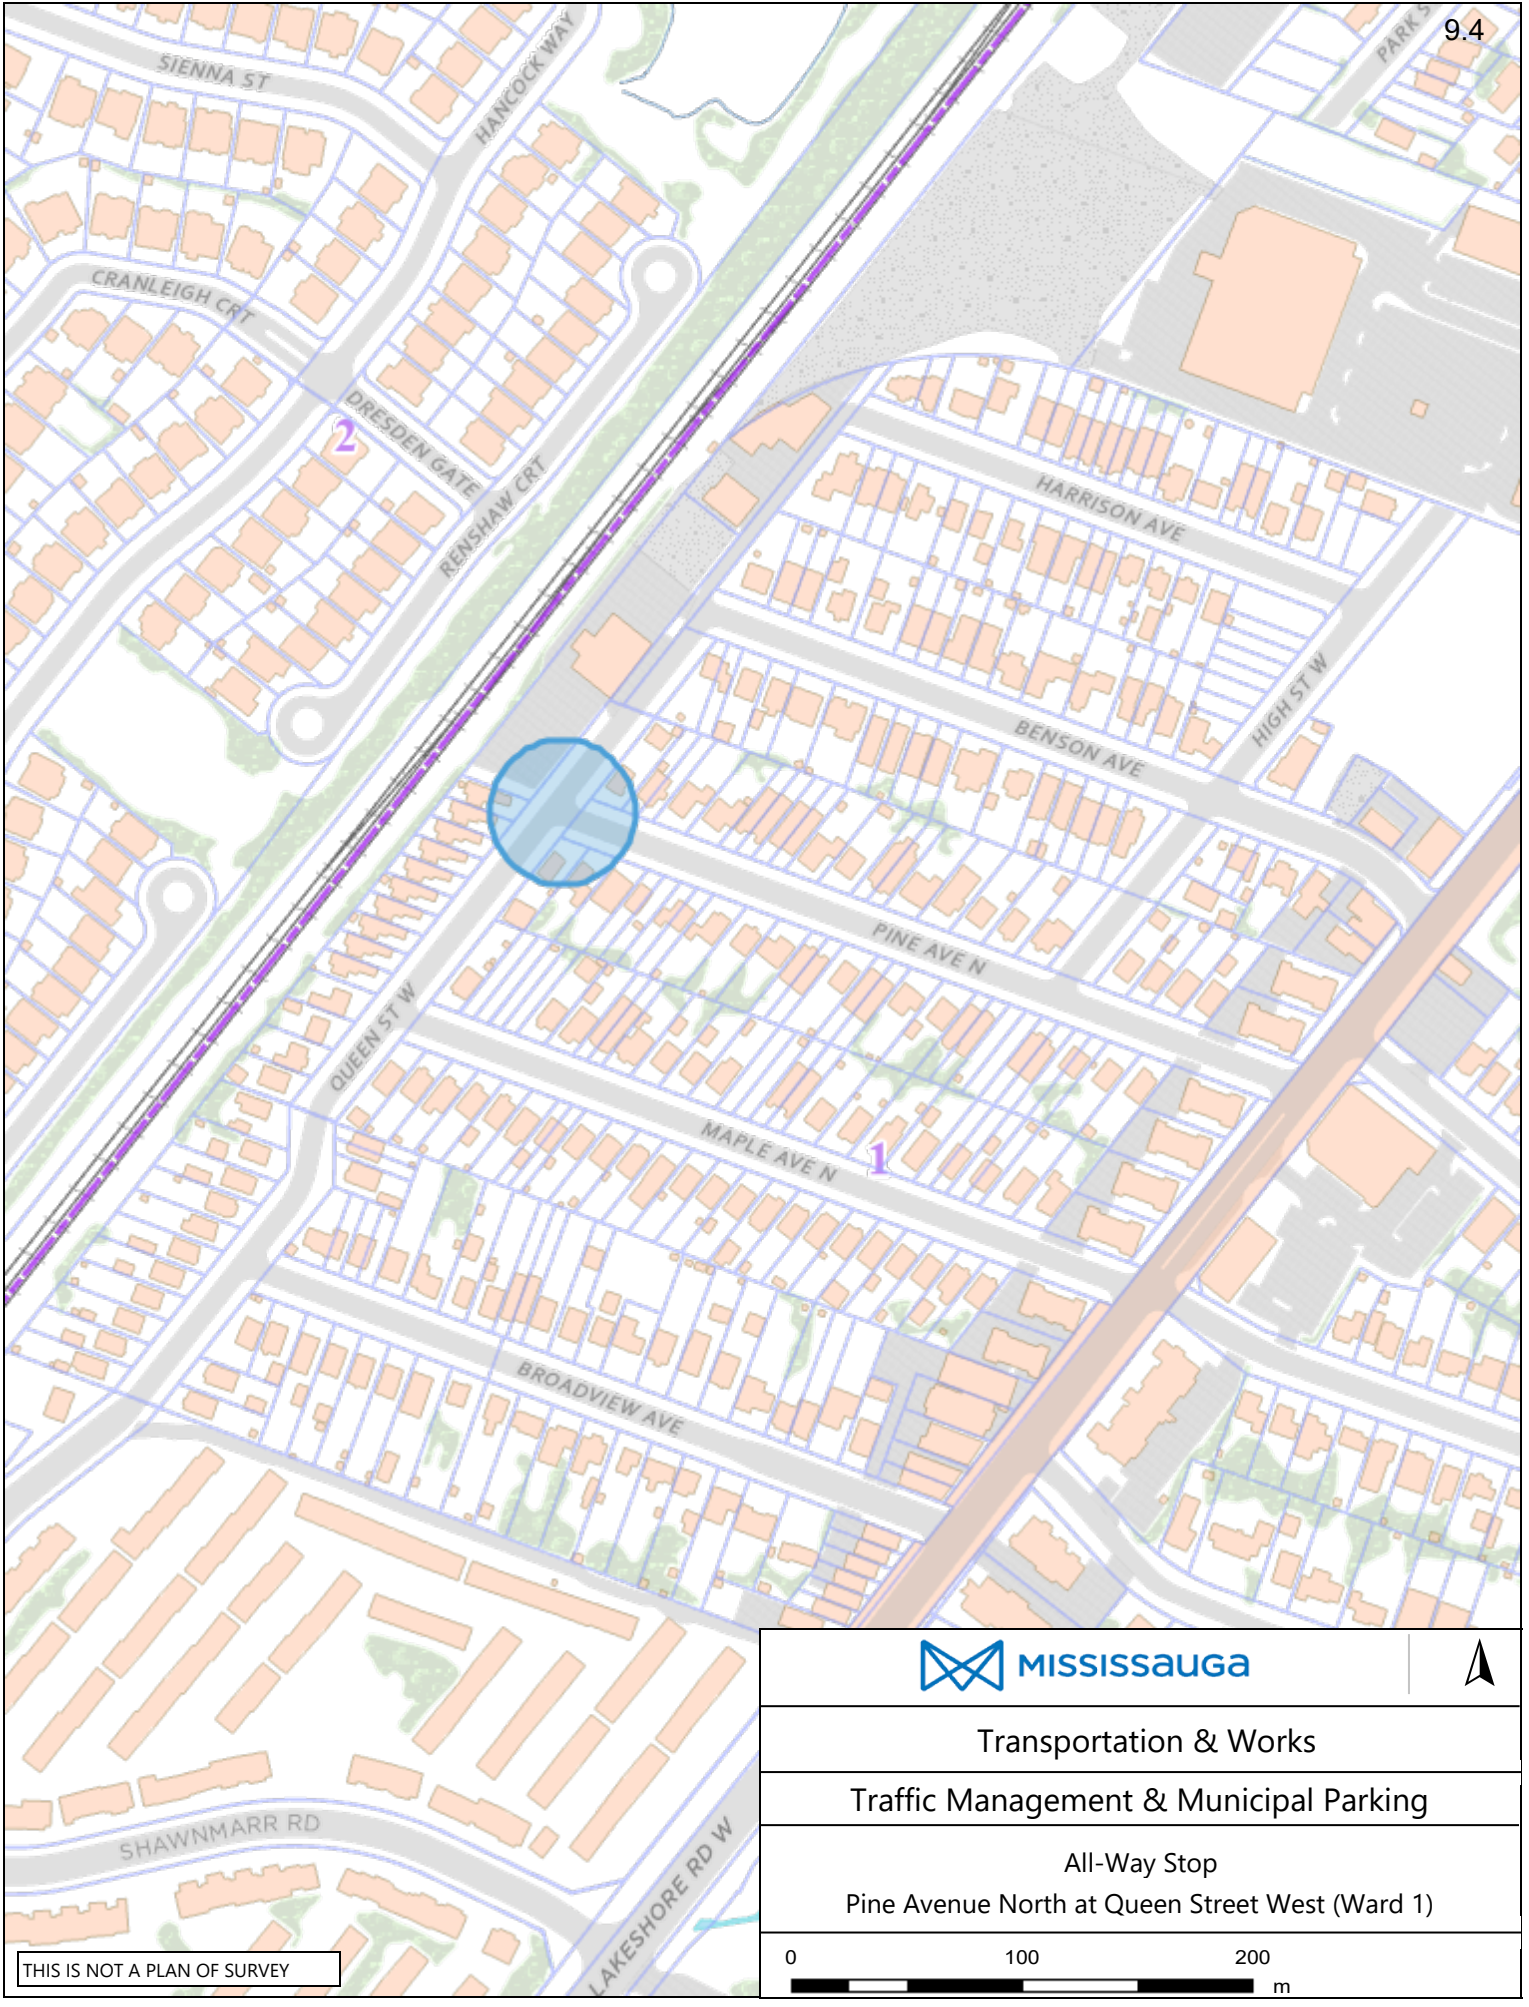 9.4
PARK S
SIENNA ST
HANCOCK WAY
CRANLEIGH CRT
DRESDEN GATE
2
RENSHAW CRT
HARRISON AVE
HIGH ST W
BENSON AVE
PINE AVE N
QUEEN ST W
MAPLE AVE N
1
BROADVIEW AVE
SHAWNMARR RD
LAKESHORE RD W
MISSISSAUGA
Transportation & Works
Traffic Management & Municipal Parking
All-Way Stop
Pine Avenue North at Queen Street West (Ward 1)
0 100 200
m
THIS IS NOT A PLAN OF SURVEY